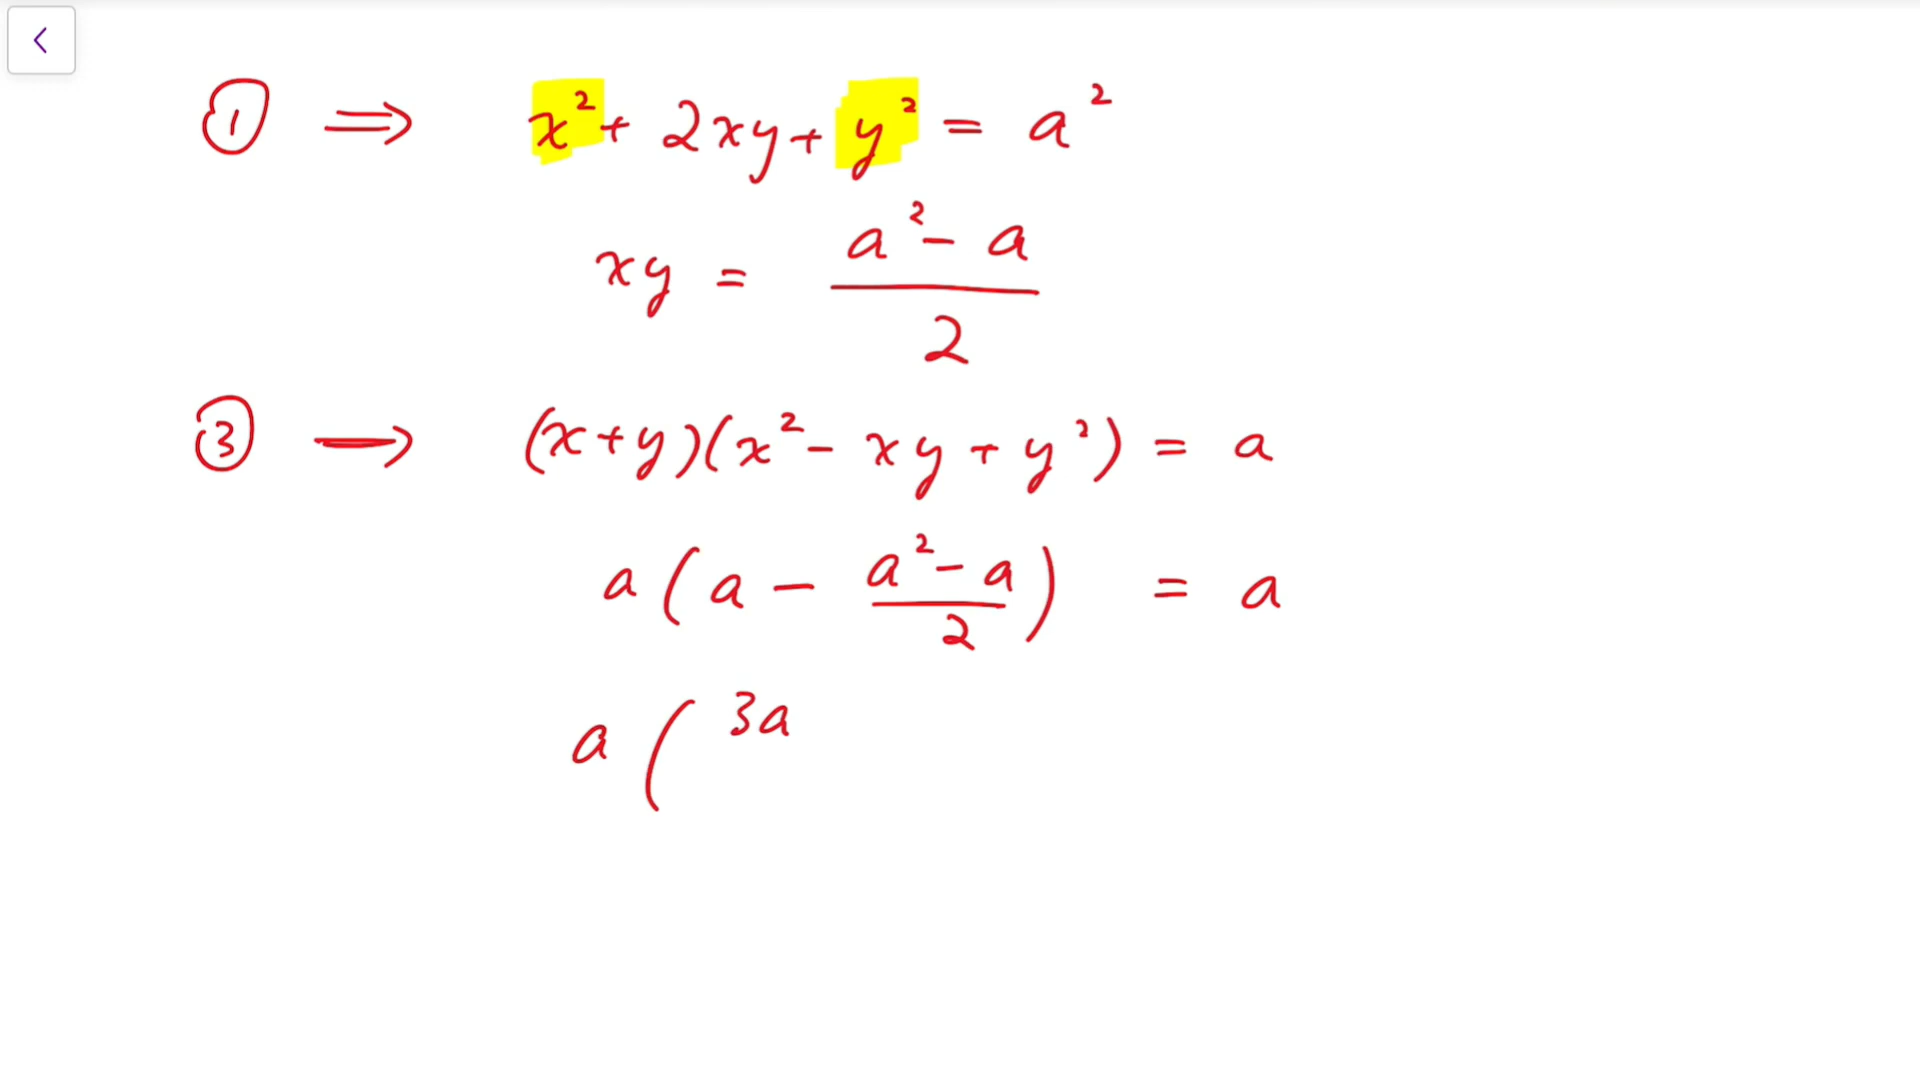 ① ⇒ x² + 2xy + y² = a²
xy = (a² - a)/2
③ → (x+y)(x² - xy + y²) = a
a(a - (a² - a)/2) = a
a( 3a